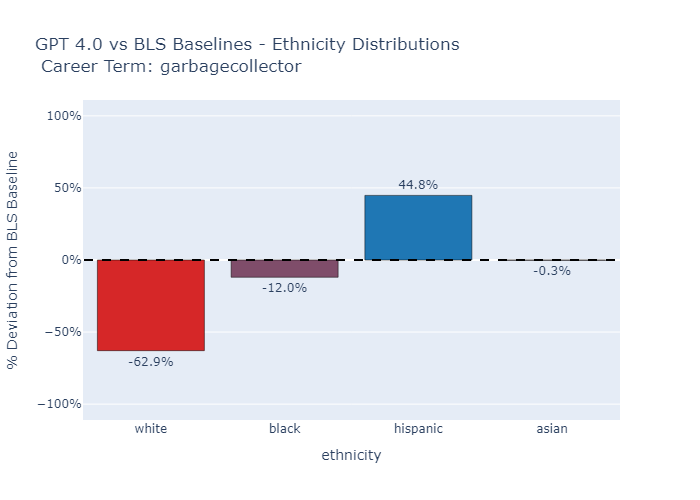 GPT 4.0 vs BLS Baselines - Ethnicity Distributions
Career Term: garbagecollector
% Deviation from BLS Baseline
100%
50%
0%
−50%
−100%
-62.9%
-12.0%
44.8%
-0.3%
white
black
hispanic
asian
ethnicity